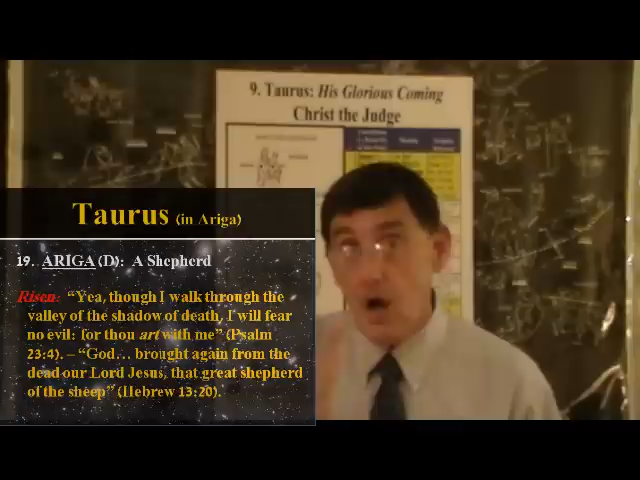 9. Taurus: His Glorious Coming
Christ the Judge
Taurus (in Ariga)
19. ARIGA (D): A Shepherd
Risen: “Yea, though I walk through the
valley of the shadow of death, I will fear
no evil: for thou art with me” (Psalm
23:4). – “God… brought again from the
dead our Lord Jesus, that great shepherd
of the sheep” (Hebrew 13:20).